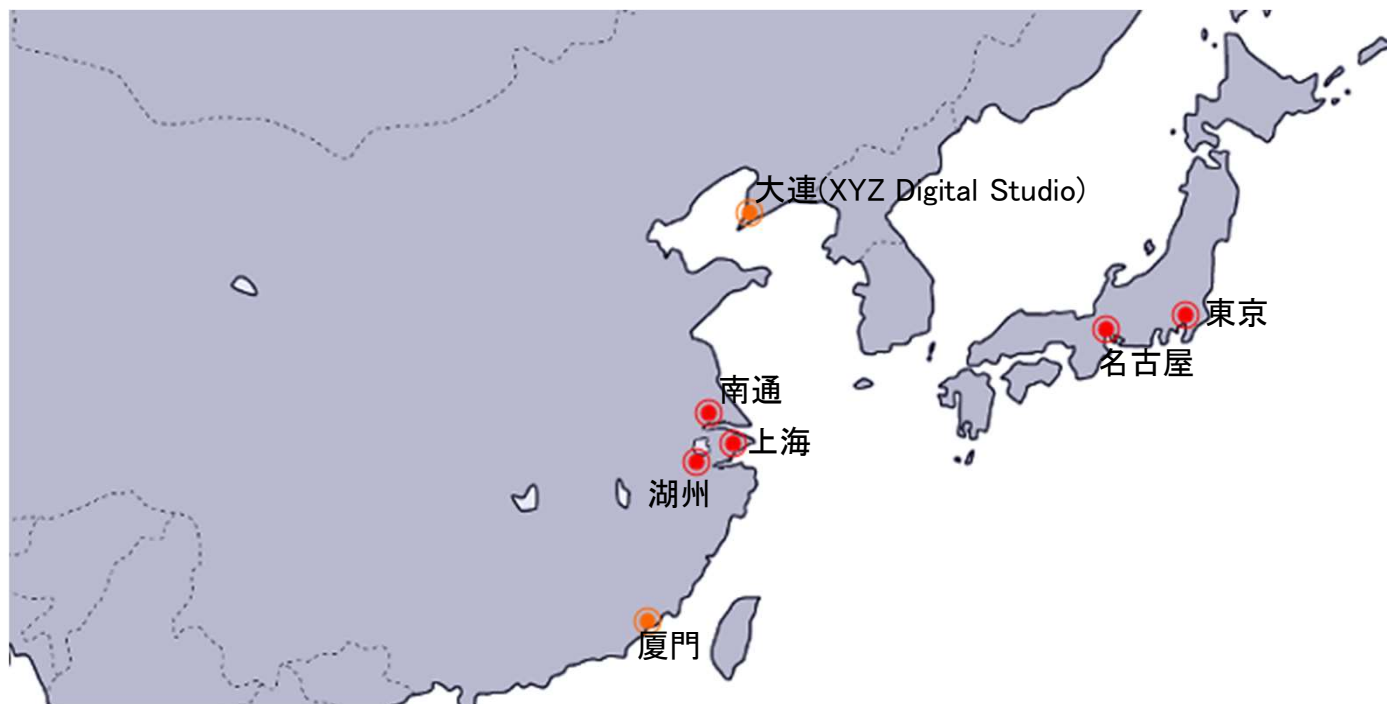 大連(XYZ Digital Studio)
東京
名古屋
南通
上海
湖州
厦門